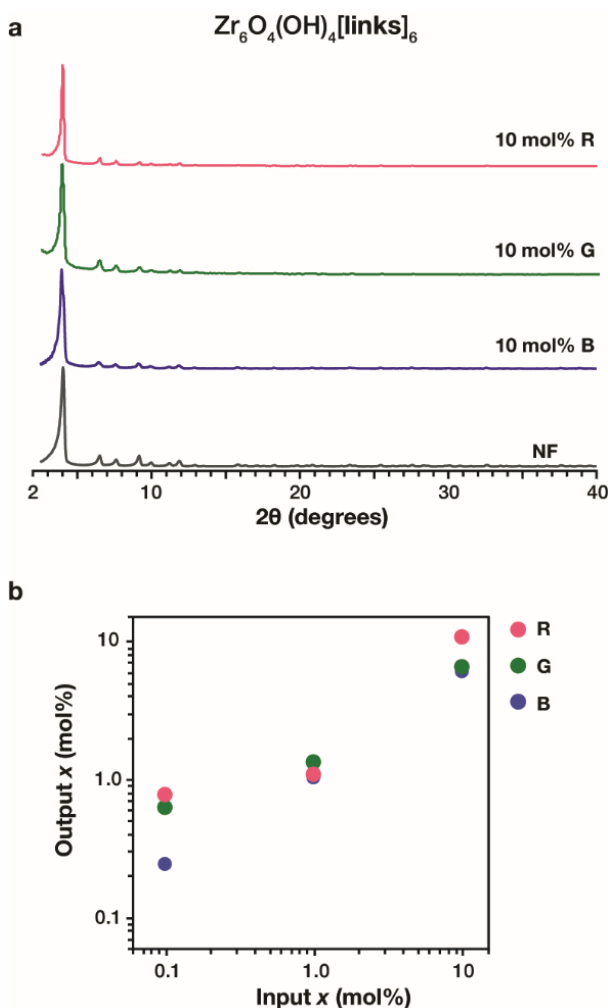 a
Zr6O4(OH)4[links]6
10 mol% R
10 mol% G
10 mol% B
NF
2 10 20 30 40
2θ (degrees)
b
10
1.0
0.1
Output x (mol%)
0.1 1.0 10
Input x (mol%)
R
G
B